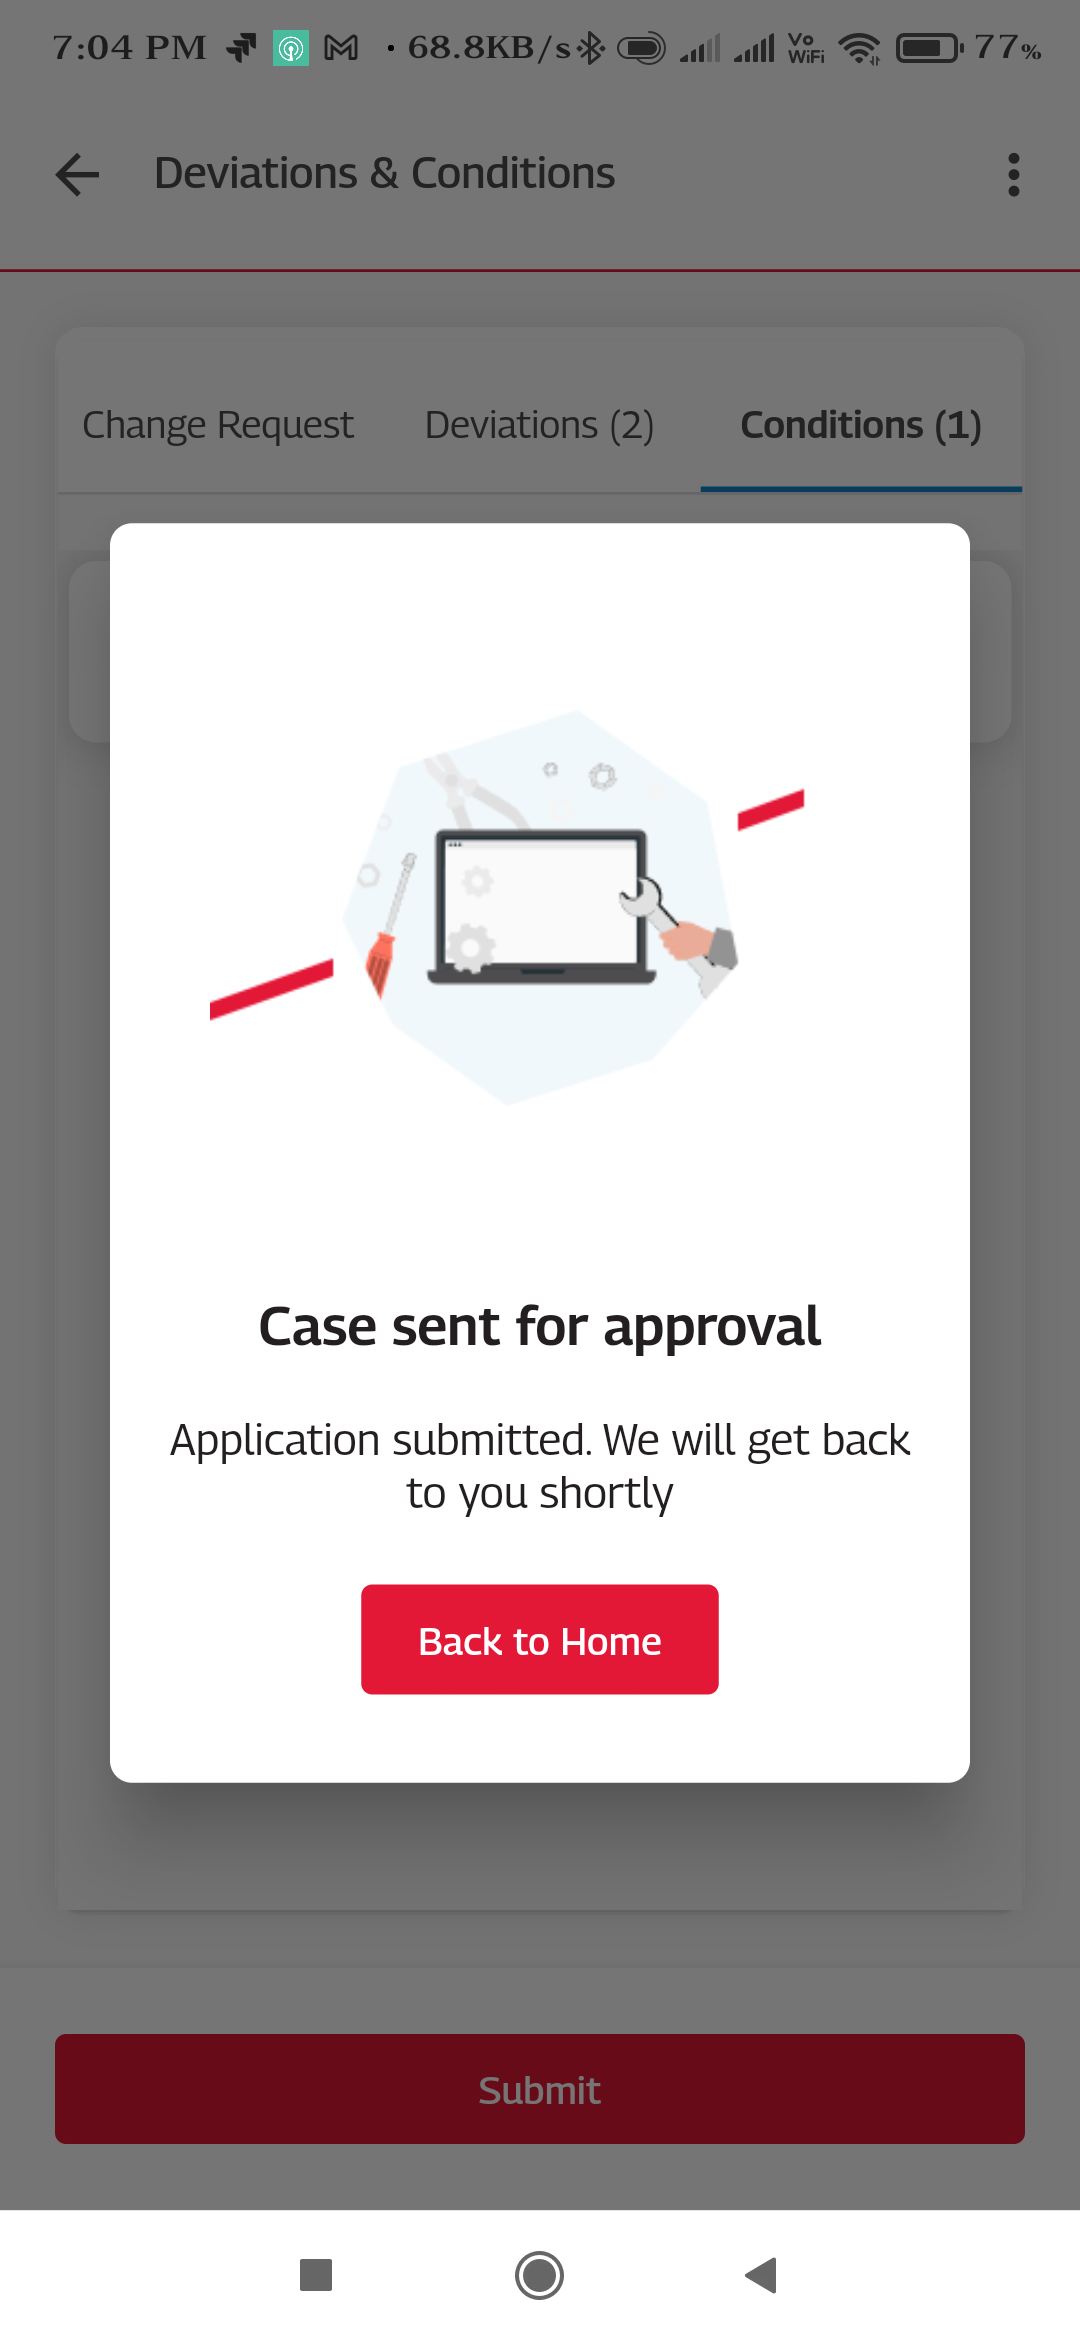 7:04 PM · 68.8KB/s Vo WiFi 77%
Deviations & Conditions
Change Request Deviations (2) Conditions (1)
Case sent for approval
Application submitted. We will get back
to you shortly
Back to Home
Submit